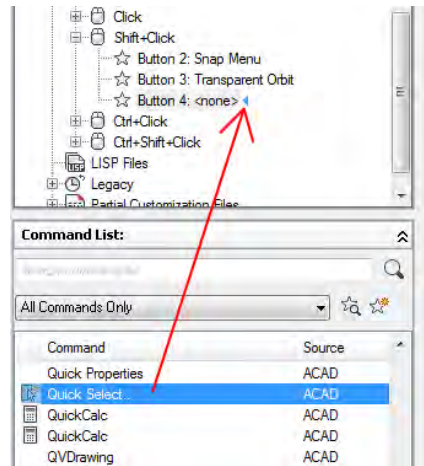 Click
Shift+Click
Button 2: Snap Menu
Button 3: Transparent Orbit
Button 4: <none>
Ctrl+Click
Ctrl+Shift+Click
LISP Files
Legacy
Partial Customization Files
Command List:
All Commands Only
Command Source
Quick Properties ACAD
Quick Select... ACAD
QuickCalc ACAD
QuickCalc ACAD
QVDrawing ACAD